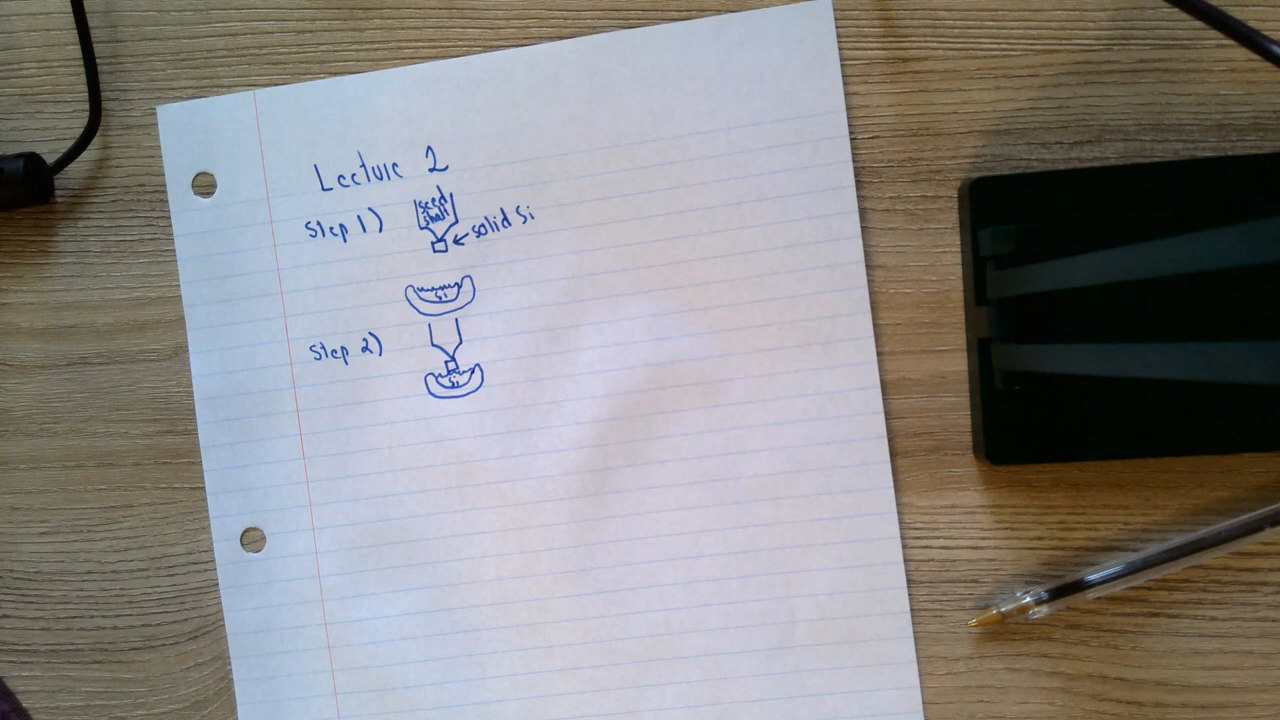 Lecture 2
Step 1)
seed
shaft
solid Si
Si
Step 2)
Si